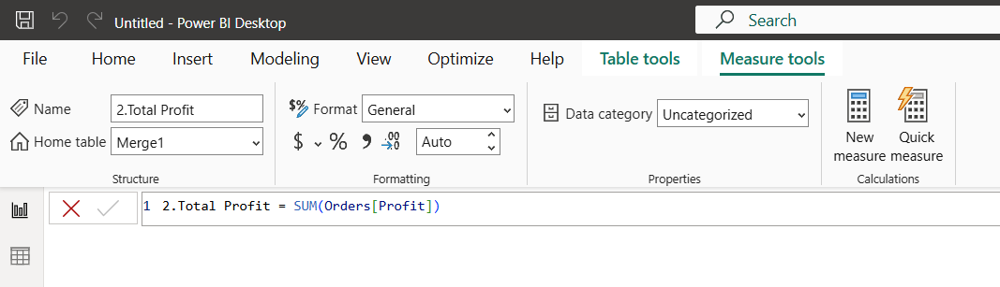 Untitled - Power BI Desktop
Search
File Home Insert Modeling View Optimize Help Table tools Measure tools
Name 2.Total Profit
$% Format General
Data category Uncategorized
Home table Merge1
$ % , .00 →0 Auto
New measure
Quick measure
Structure Formatting Properties Calculations
1 2.Total Profit = SUM(Orders[Profit])